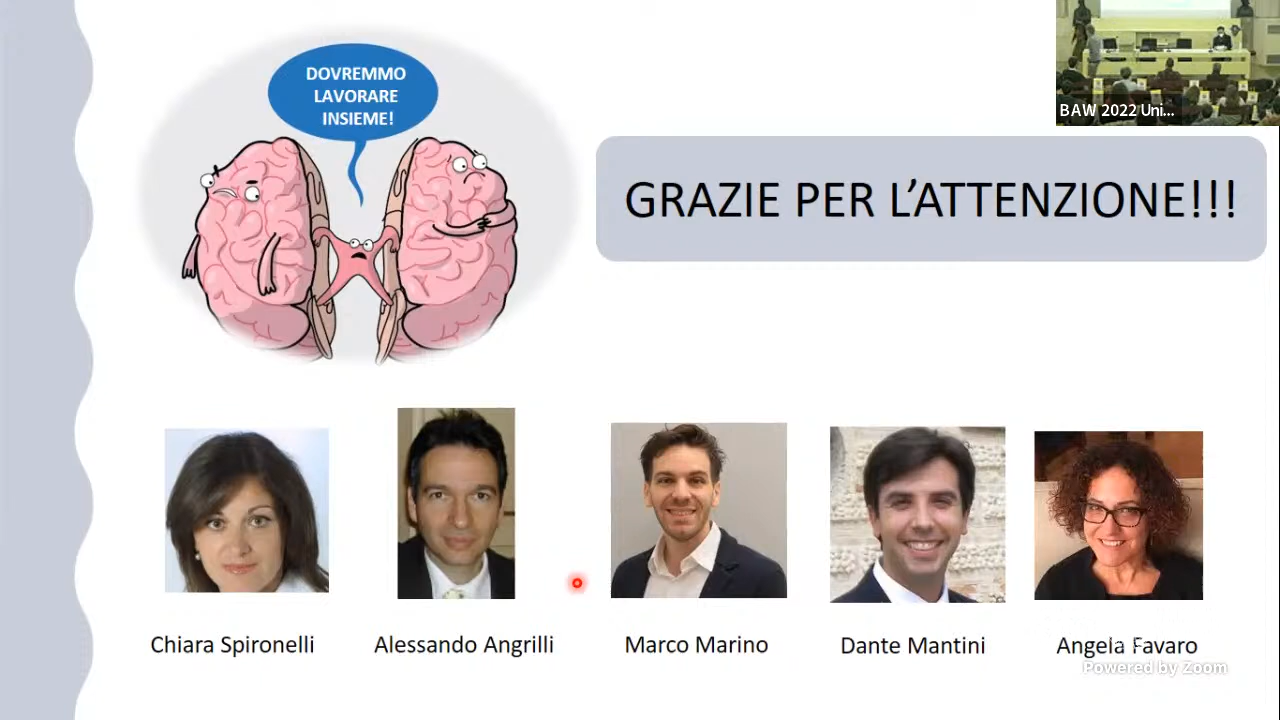 DOVREMMO
LAVORARE
INSIEME!
BAW 2022 Uni...
GRAZIE PER L’ATTENZIONE!!!
Chiara Spironelli
Alessando Angrilli
Marco Marino
Dante Mantini
Angela Favaro
Powered by Zoom